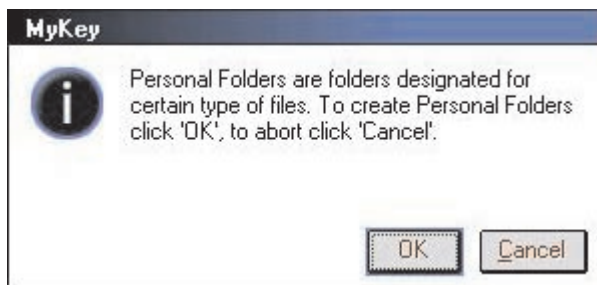 MyKey
Personal Folders are folders designated for
certain type of files. To create Personal Folders
click 'OK', to abort click 'Cancel'.
OK
Cancel